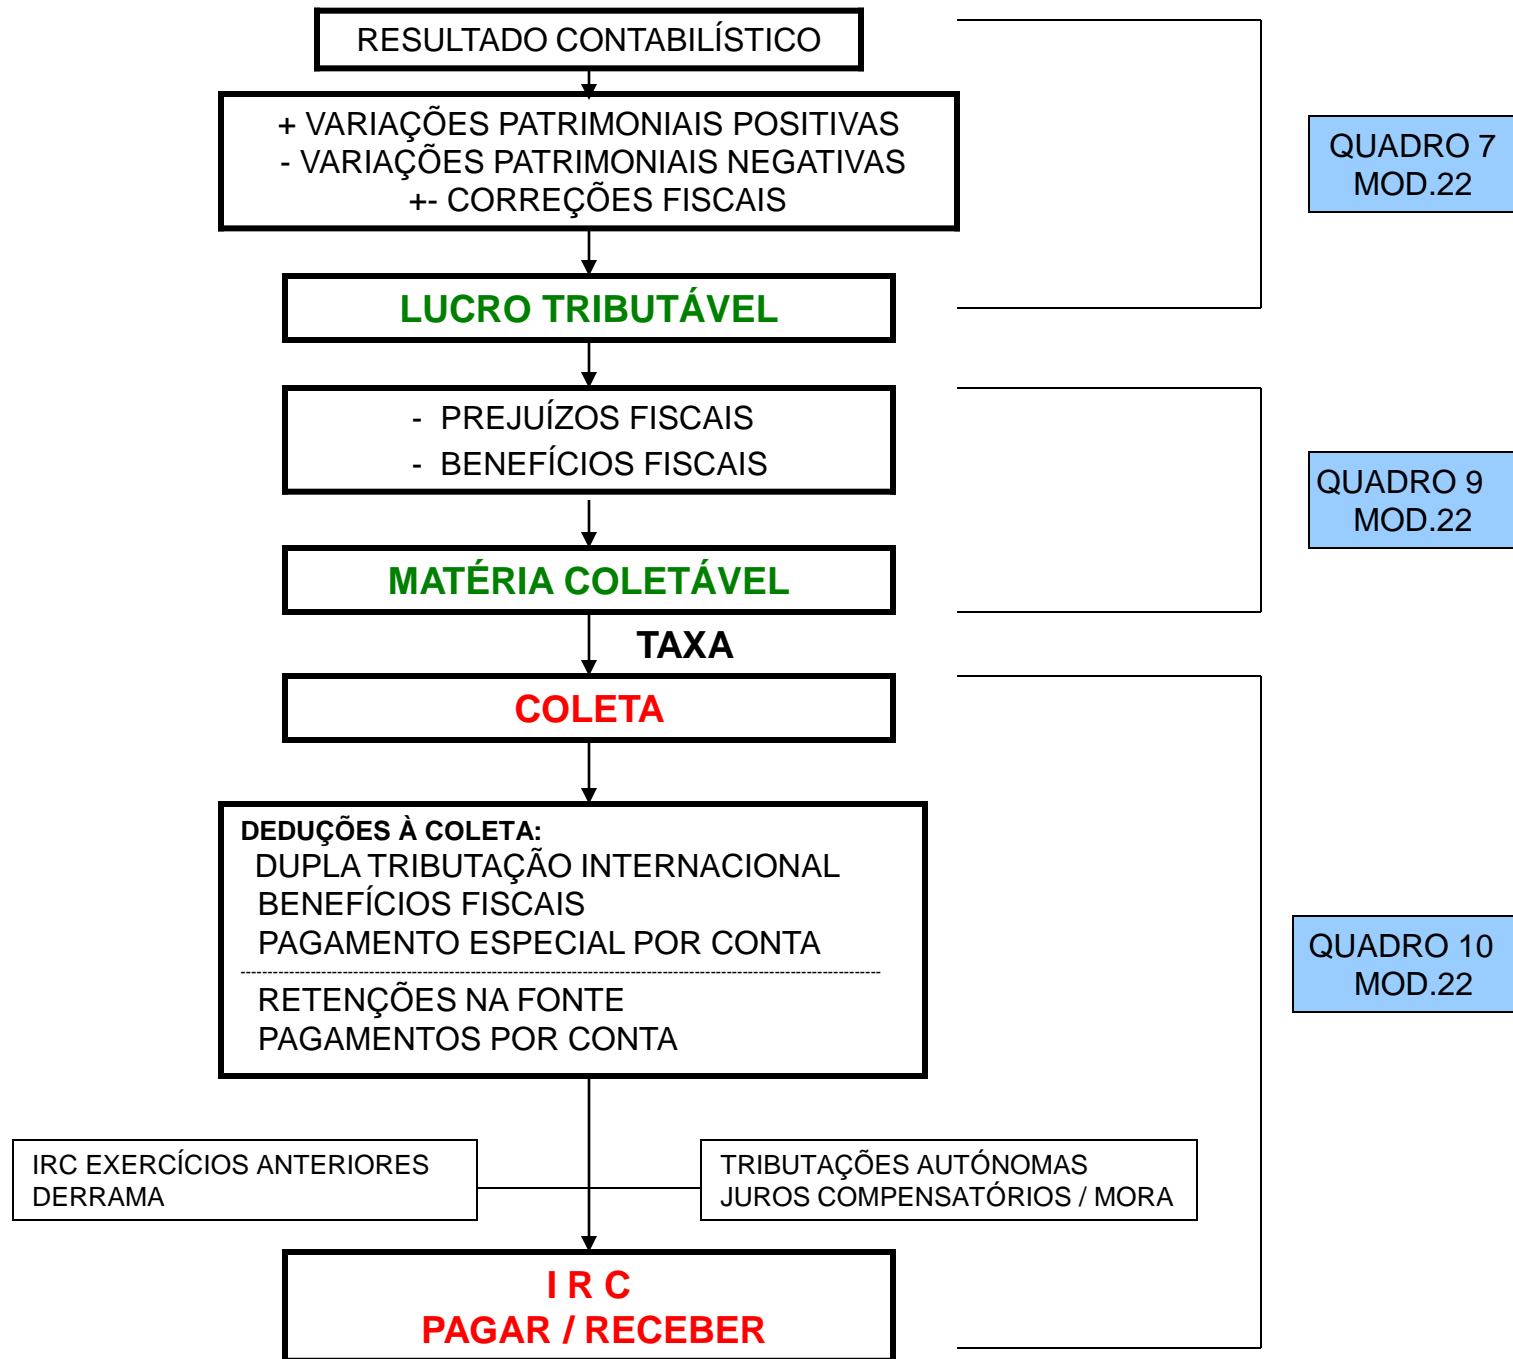 RESULTADO CONTABILÍSTICO
+ VARIAÇÕES PATRIMONIAIS POSITIVAS
- VARIAÇÕES PATRIMONIAIS NEGATIVAS
+- CORREÇÕES FISCAIS
QUADRO 7
MOD.22
LUCRO TRIBUTÁVEL
- PREJUÍZOS FISCAIS
- BENEFÍCIOS FISCAIS
QUADRO 9
MOD.22
MATÉRIA COLETÁVEL
TAXA
COLETA
DEDUÇÕES À COLETA:
DUPLA TRIBUTAÇÃO INTERNACIONAL
BENEFÍCIOS FISCAIS
PAGAMENTO ESPECIAL POR CONTA
RETENÇÕES NA FONTE
PAGAMENTOS POR CONTA
QUADRO 10
MOD.22
IRC EXERCÍCIOS ANTERIORES
DERRAMA
TRIBUTAÇÕES AUTÓNOMAS
JUROS COMPENSATÓRIOS / MORA
I R C
PAGAR / RECEBER